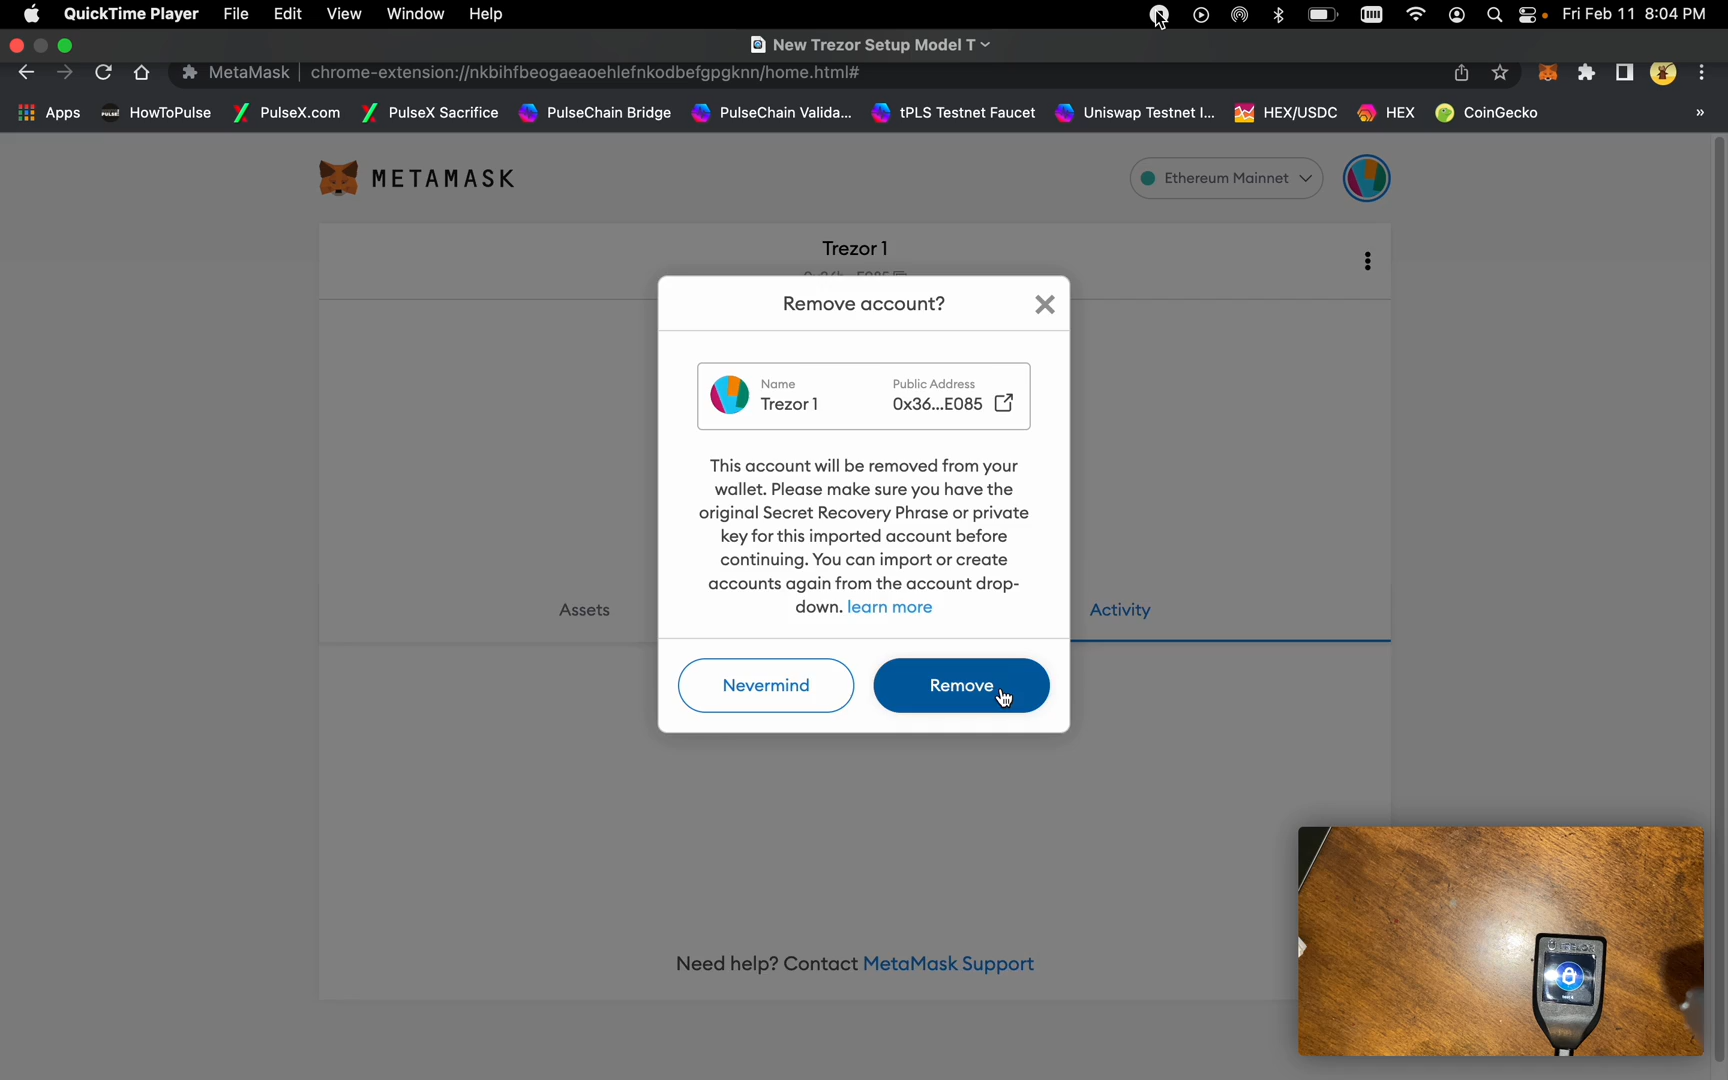 QuickTime Player File Edit View Window Help Fri Feb 11 8:04 PM
New Trezor Setup Model T
MetaMask chrome-extension://nkbihfbeogaeaoehlefnkodbefgpgknn/home.html#
Apps HowToPulse PulseX.com PulseX Sacrifice PulseChain Bridge PulseChain Valida... tPLS Testnet Faucet Uniswap Testnet I... HEX/USDC HEX CoinGecko »
METAMASK Ethereum Mainnet
Trezor 1
Remove account?
Name Public Address
Trezor 1 0x36...E085
This account will be removed from your
wallet. Please make sure you have the
original Secret Recovery Phrase or private
key for this imported account before
continuing. You can import or create
accounts again from the account drop-
down. learn more
Assets Activity
Nevermind Remove
Need help? Contact MetaMask Support